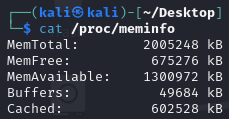 ┌──(kali㉿kali)-[~/Desktop]
└─$ cat /proc/meminfo
MemTotal:        2005248 kB
MemFree:          675276 kB
MemAvailable:    1300972 kB
Buffers:           49684 kB
Cached:           602528 kB